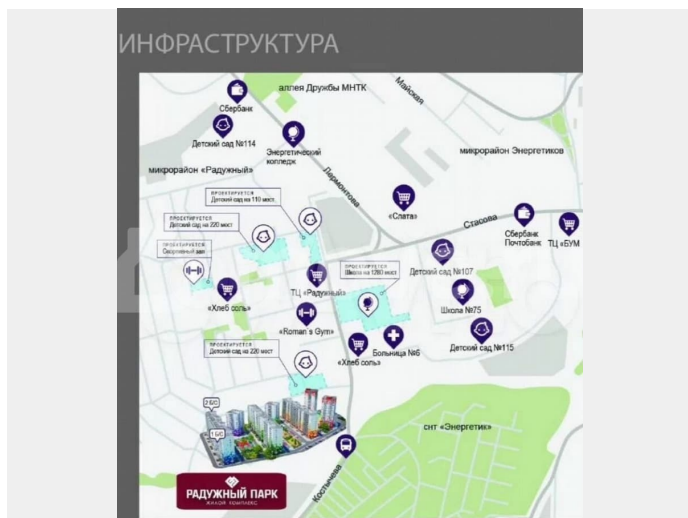 ИНФРАСТРУКТУРА
аллея Дружбы МНТК
Майская
Сбербанк
Детский сад №114
Энергетический
колледж
микрорайон Энергетиков
микрорайон «Радужный»
Лермонтова
ПРОЕКТИРУЕТСЯ
Детский сад на 110 мест
«Слата»
Стасова
ПРОЕКТИРУЕТСЯ
Детский сад на 220 мест
Сбербанк
Почтобанк
ТЦ «БУМ
ПРОЕКТИРУЕТСЯ
Спортивный зал
ПРОЕКТИРУЕТСЯ
Школа на 1280 мест
Детский сад №107
ТЦ «Радужный»
«Хлеб соль»
Школа №75
«Roman`s Gym»
ПРОЕКТИРУЕТСЯ
Детский сад на 220 мест
Больница №6
Детский сад №115
«Хлеб соль»
2 Б/С
1 Б/С
снт «Энергетик»
Костычева
РАДУЖНЫЙ ПАРК
ЖИЛОЙ КОМПЛЕКС